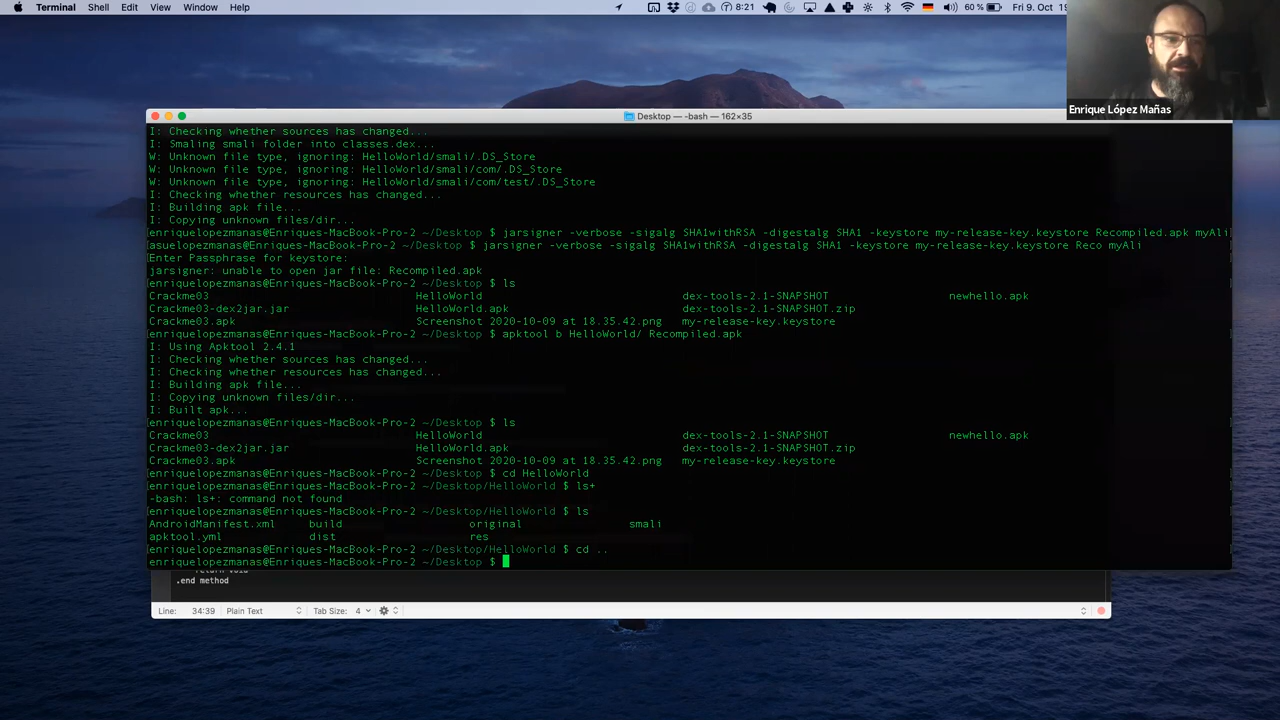 Terminal Shell Edit View Window Help 8:21 60 % Fri 9. Oct
Enrique López Mañas
Desktop — -bash — 162×35
I: Checking whether sources has changed...
I: Smaling smali folder into classes.dex...
W: Unknown file type, ignoring: HelloWorld/smali/.DS_Store
W: Unknown file type, ignoring: HelloWorld/smali/com/.DS_Store
W: Unknown file type, ignoring: HelloWorld/smali/com/test/.DS_Store
I: Checking whether resources has changed...
I: Building apk file...
I: Copying unknown files/dir...
[enriquelopezmanas@Enriques-MacBook-Pro-2 ~/Desktop $ jarsigner -verbose -sigalg SHA1withRSA -digestalg SHA1 -keystore my-release-key.keystore Recompiled.apk myAli]
[asuelopezmanas@Enriques-MacBook-Pro-2 ~/Desktop $ jarsigner -verbose -sigalg SHA1withRSA -digestalg SHA1 -keystore my-release-key.keystore Reco myAli
Enter Passphrase for keystore:
jarsigner: unable to open jar file: Recompiled.apk
[enriquelopezmanas@Enriques-MacBook-Pro-2 ~/Desktop $ ls
Crackme03 HelloWorld dex-tools-2.1-SNAPSHOT newhello.apk
Crackme03-dex2jar.jar HelloWorld.apk dex-tools-2.1-SNAPSHOT.zip
Crackme03.apk Screenshot 2020-10-09 at 18.35.42.png my-release-key.keystore
[enriquelopezmanas@Enriques-MacBook-Pro-2 ~/Desktop $ apktool b HelloWorld/ Recompiled.apk ]
I: Using Apktool 2.4.1
I: Checking whether sources has changed...
I: Checking whether resources has changed...
I: Building apk file...
I: Copying unknown files/dir...
I: Built apk...
[enriquelopezmanas@Enriques-MacBook-Pro-2 ~/Desktop $ ls ]
Crackme03 HelloWorld dex-tools-2.1-SNAPSHOT newhello.apk
Crackme03-dex2jar.jar HelloWorld.apk dex-tools-2.1-SNAPSHOT.zip
Crackme03.apk Screenshot 2020-10-09 at 18.35.42.png my-release-key.keystore
[enriquelopezmanas@Enriques-MacBook-Pro-2 ~/Desktop $ cd HelloWorld ]
[enriquelopezmanas@Enriques-MacBook-Pro-2 ~/Desktop/HelloWorld $ ls+ ]
-bash: ls+: command not found
[enriquelopezmanas@Enriques-MacBook-Pro-2 ~/Desktop/HelloWorld $ ls ]
AndroidManifest.xml build original smali
apktool.yml dist res
[enriquelopezmanas@Enriques-MacBook-Pro-2 ~/Desktop/HelloWorld $ cd .. ]
enriquelopezmanas@Enriques-MacBook-Pro-2 ~/Desktop $
.end method
Line: 34:39 Plain Text Tab Size: 4